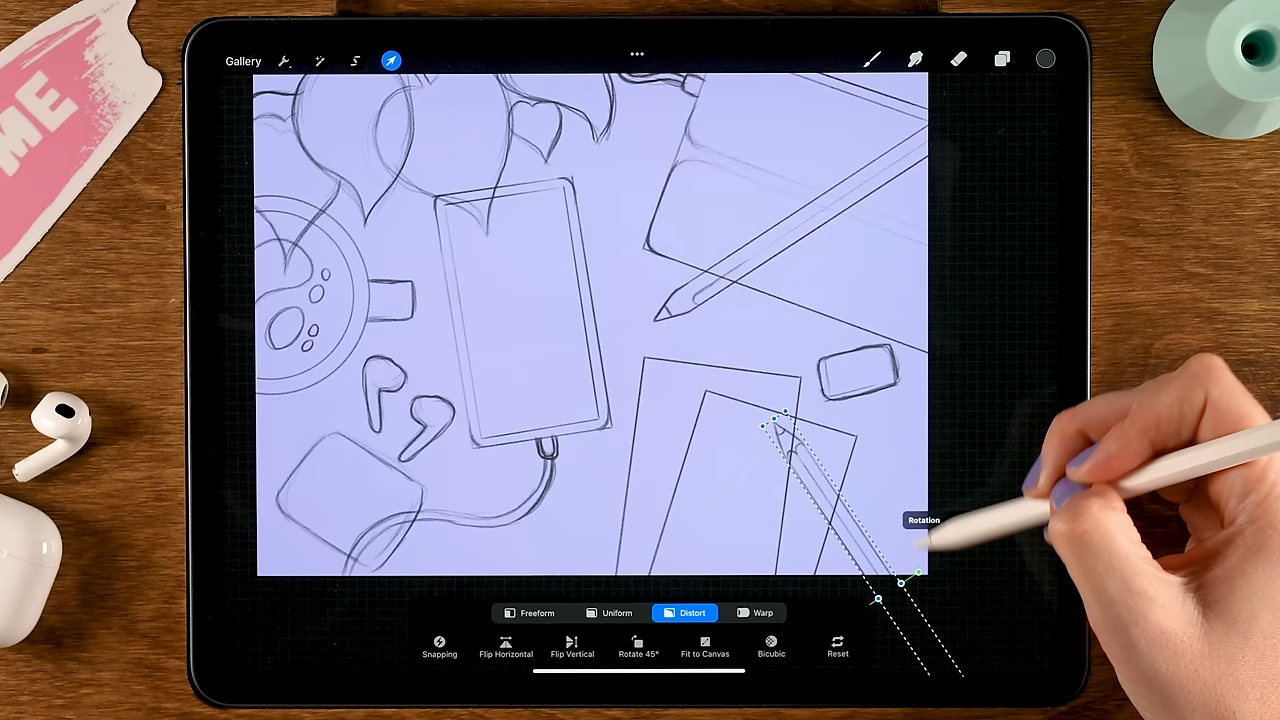 ME
Gallery
Rotation
Freeform Uniform Distort Warp
Snapping Flip Horizontal Flip Vertical Rotate 45° Fit to Canvas Bicubic Reset